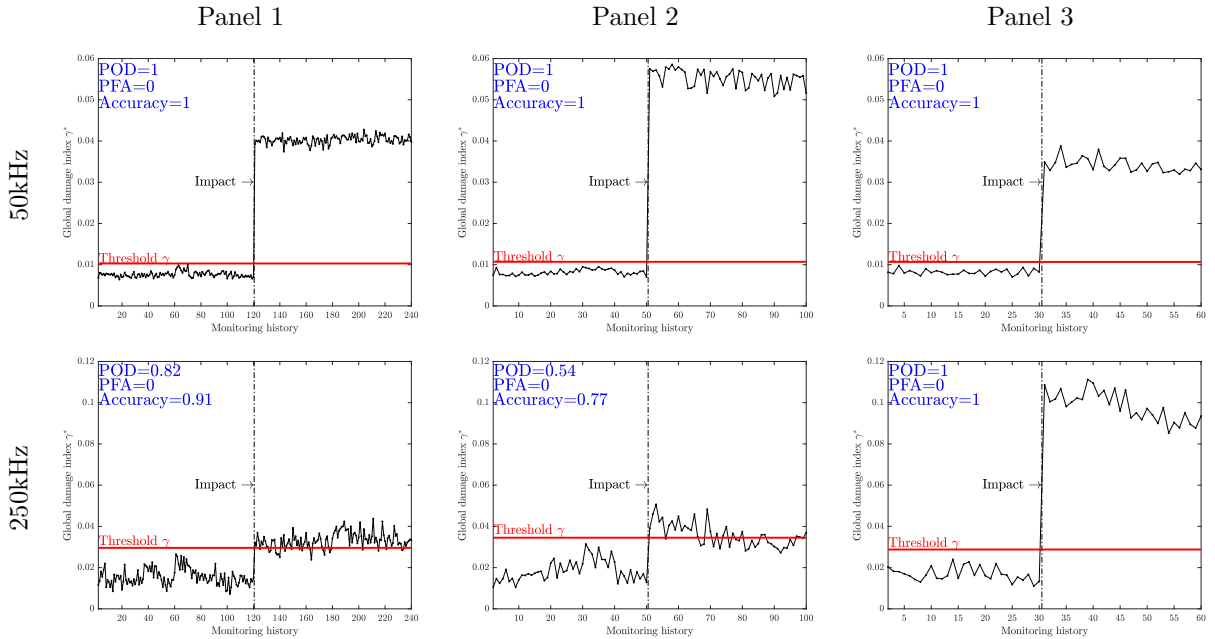 Panel 1 Panel 2 Panel 3
50kHz
Global damage index γ*
0.06
0.05
0.04
0.03
0.02
0.01
0
POD=1
PFA=0
Accuracy=1
Impact →
Threshold γ
20 40 60 80 100 120 140 160 180 200 220 240
Monitoring history
Global damage index γ*
0.06
0.05
0.04
0.03
0.02
0.01
0
POD=1
PFA=0
Accuracy=1
Impact →
Threshold γ
10 20 30 40 50 60 70 80 90 100
Monitoring history
Global damage index γ*
0.06
0.05
0.04
0.03
0.02
0.01
0
POD=1
PFA=0
Accuracy=1
Impact →
Threshold γ
5 10 15 20 25 30 35 40 45 50 55 60
Monitoring history
250kHz
Global damage index γ*
0.12
0.1
0.08
0.06
0.04
0.02
0
POD=0.82
PFA=0
Accuracy=0.91
Impact →
Threshold γ
20 40 60 80 100 120 140 160 180 200 220 240
Monitoring history
Global damage index γ*
0.12
0.1
0.08
0.06
0.04
0.02
0
POD=0.54
PFA=0
Accuracy=0.77
Impact →
Threshold γ
10 20 30 40 50 60 70 80 90 100
Monitoring history
Global damage index γ*
0.12
0.1
0.08
0.06
0.04
0.02
0
POD=1
PFA=0
Accuracy=1
Impact →
Threshold γ
5 10 15 20 25 30 35 40 45 50 55 60
Monitoring history